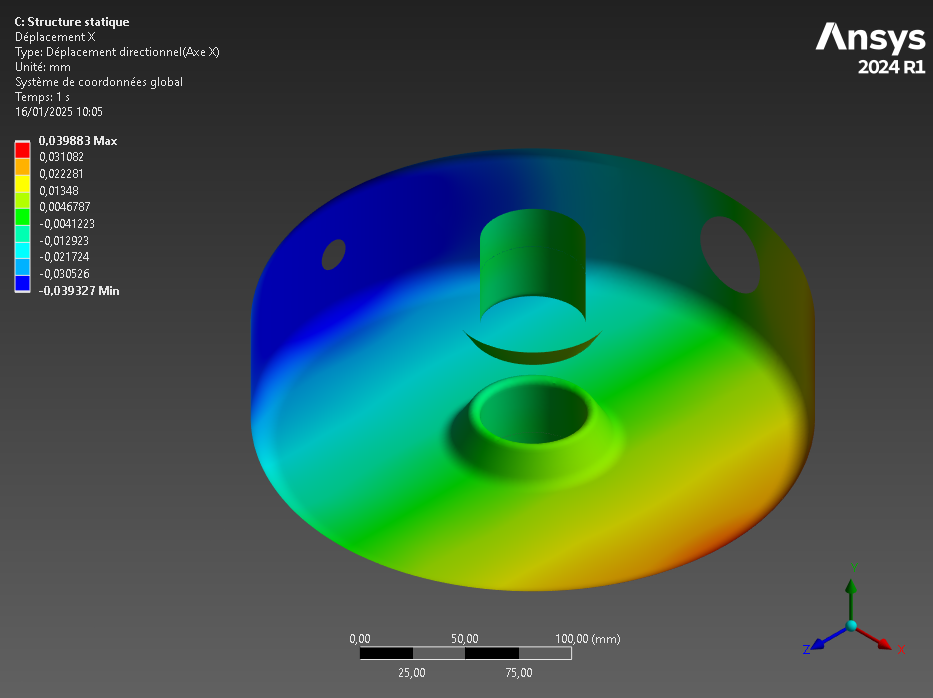 C: Structure statique
Déplacement X
Type: Déplacement directionnel(Axe X)
Unité: mm
Système de coordonnées global
Temps: 1 s
16/01/2025 10:05
0,039883 Max
0,031082
0,022281
0,01348
0,0046787
-0,0041223
-0,012923
-0,021724
-0,030526
-0,039327 Min
Ansys
2024 R1
0,00 50,00 100,00 (mm)
25,00 75,00
Y
Z X